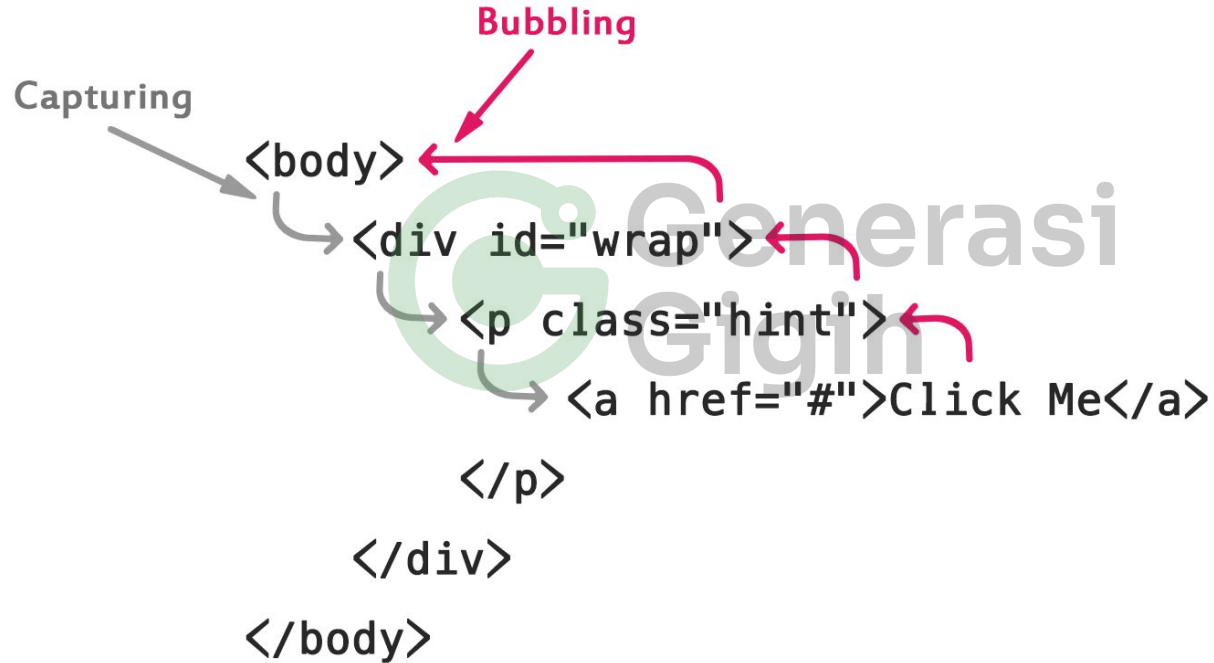 Bubbling
Capturing
<body>
<div id="wrap">
<p class="hint">
<a href="#">Click Me</a>
</p>
</div>
</body>
Generasi
Gigih